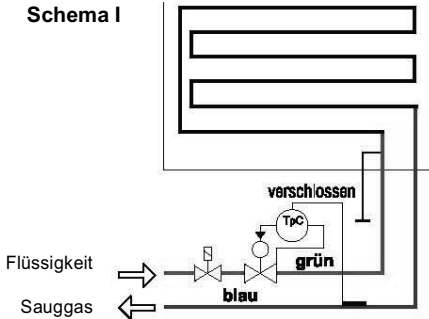 Schema I
verschlossen
TpC
Flüssigkeit
grün
blau
Sauggas